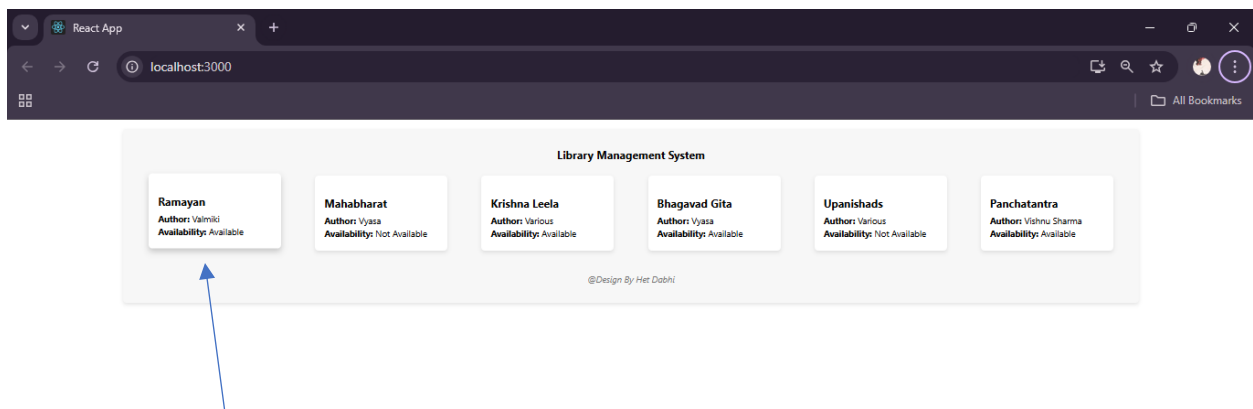 React App
localhost:3000
All Bookmarks
Library Management System
Ramayan
Author: Valmiki
Availability: Available
Mahabharat
Author: Vyasa
Availability: Not Available
Krishna Leela
Author: Various
Availability: Available
Bhagavad Gita
Author: Vyasa
Availability: Available
Upanishads
Author: Various
Availability: Not Available
Panchatantra
Author: Vishnu Sharma
Availability: Available
@Design By Het Dabhi